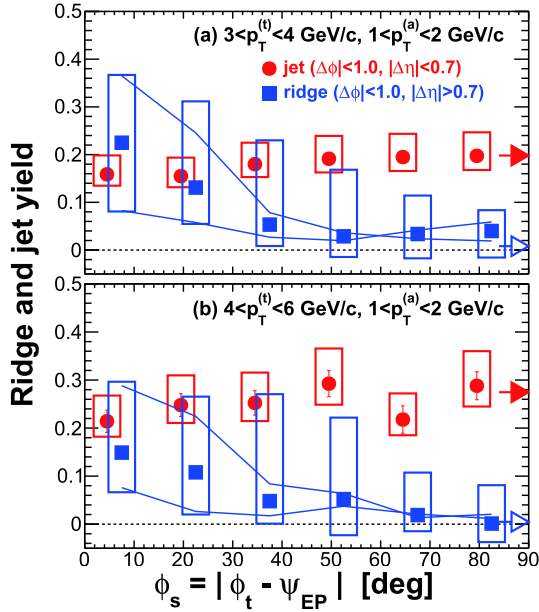 0.5
(a) 3<p_T^(t)<4 GeV/c, 1<p_T^(a)<2 GeV/c
jet (Δϕ|<1.0, |Δη|<0.7)
ridge (Δϕ|<1.0, |Δη|>0.7)
0.4
0.3
0.2
0.1
0
Ridge and jet yield
0.5
(b) 4<p_T^(t)<6 GeV/c, 1<p_T^(a)<2 GeV/c
0.4
0.3
0.2
0.1
0
0 10 20 30 40 50 60 70 80 90
ϕ_s = | ϕ_t - ψ_EP | [deg]